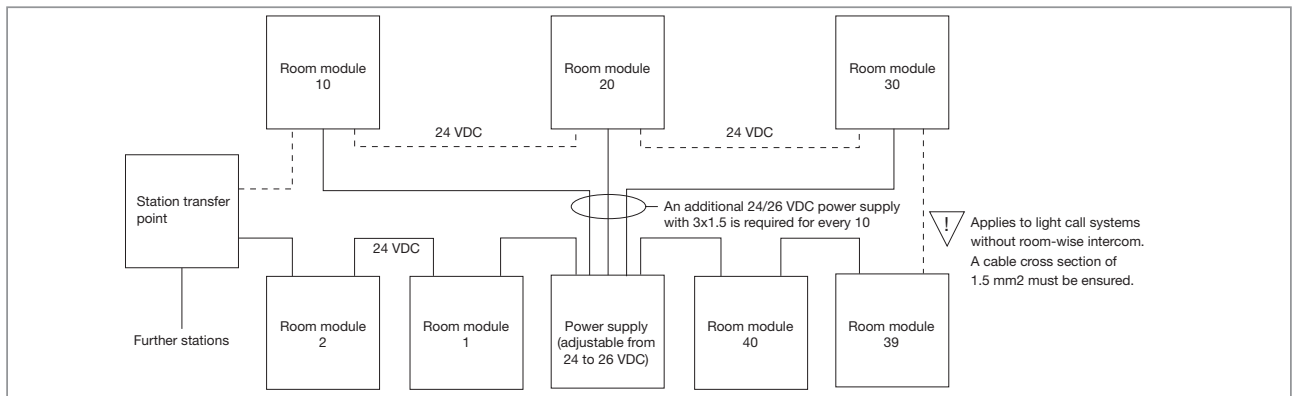 Room module
10
Room module
20
Room module
30
24 VDC
24 VDC
Station transfer
point
An additional 24/26 VDC power supply
with 3x1.5 is required for every 10
!
Applies to light call systems
without room-wise intercom.
A cable cross section of
1.5 mm2 must be ensured.
24 VDC
Further stations
Room module
2
Room module
1
Power supply
(adjustable from
24 to 26 VDC)
Room module
40
Room module
39